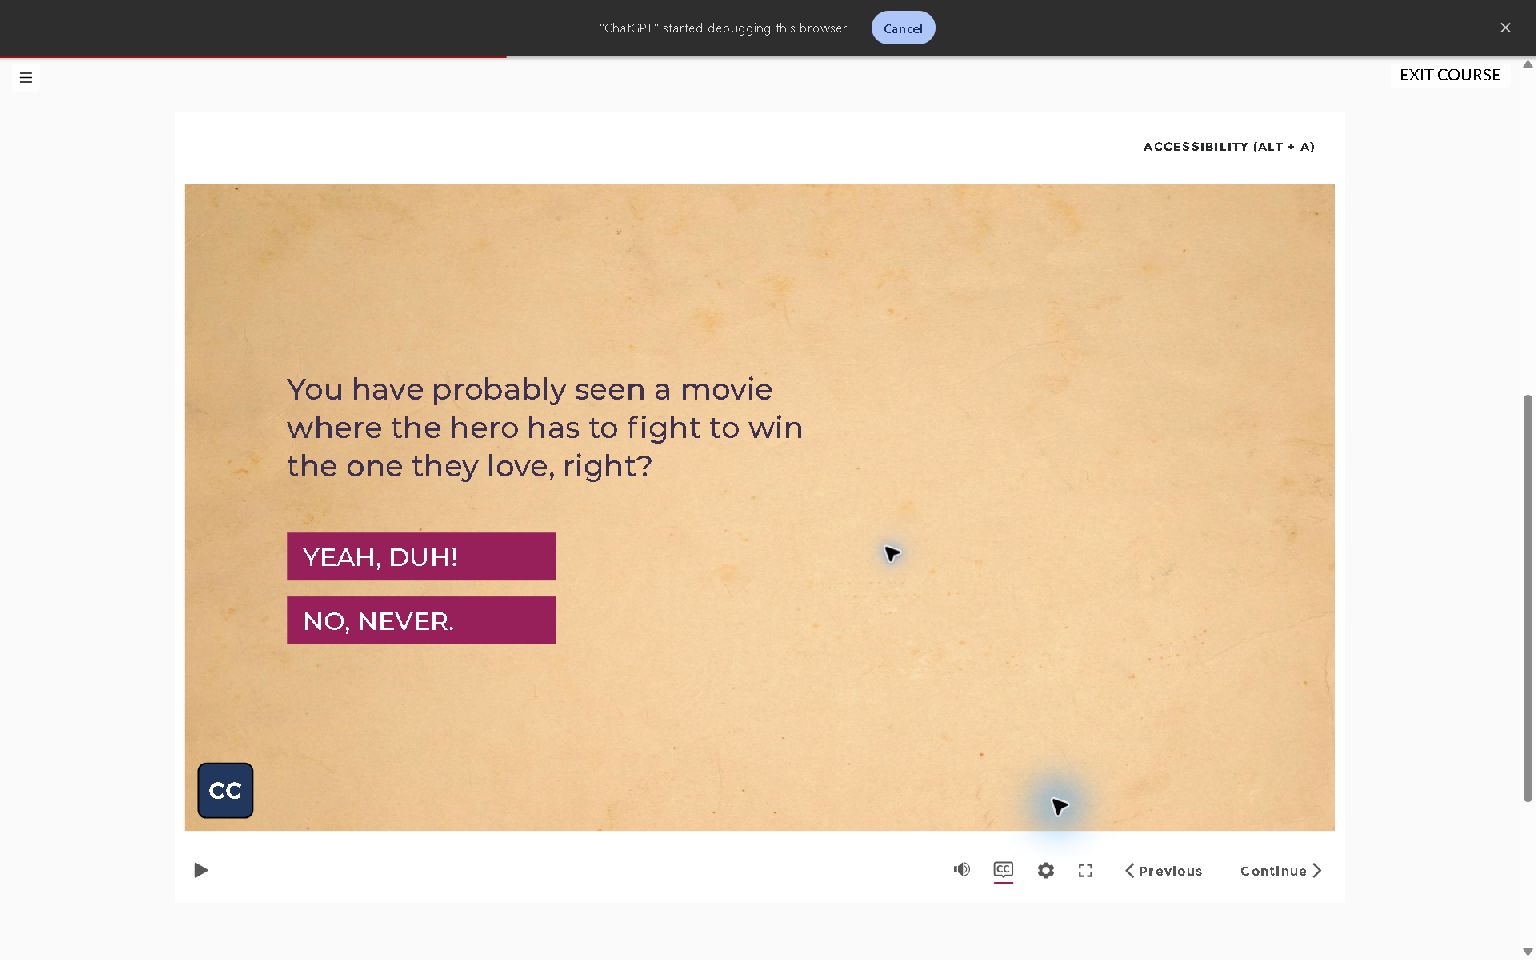 "ChatGPT" started debugging this browser
Cancel
EXIT COURSE
ACCESSIBILITY (ALT + A)
You have probably seen a movie
where the hero has to fight to win
the one they love, right?
YEAH, DUH!
NO, NEVER.
CC
CC
Previous
Continue